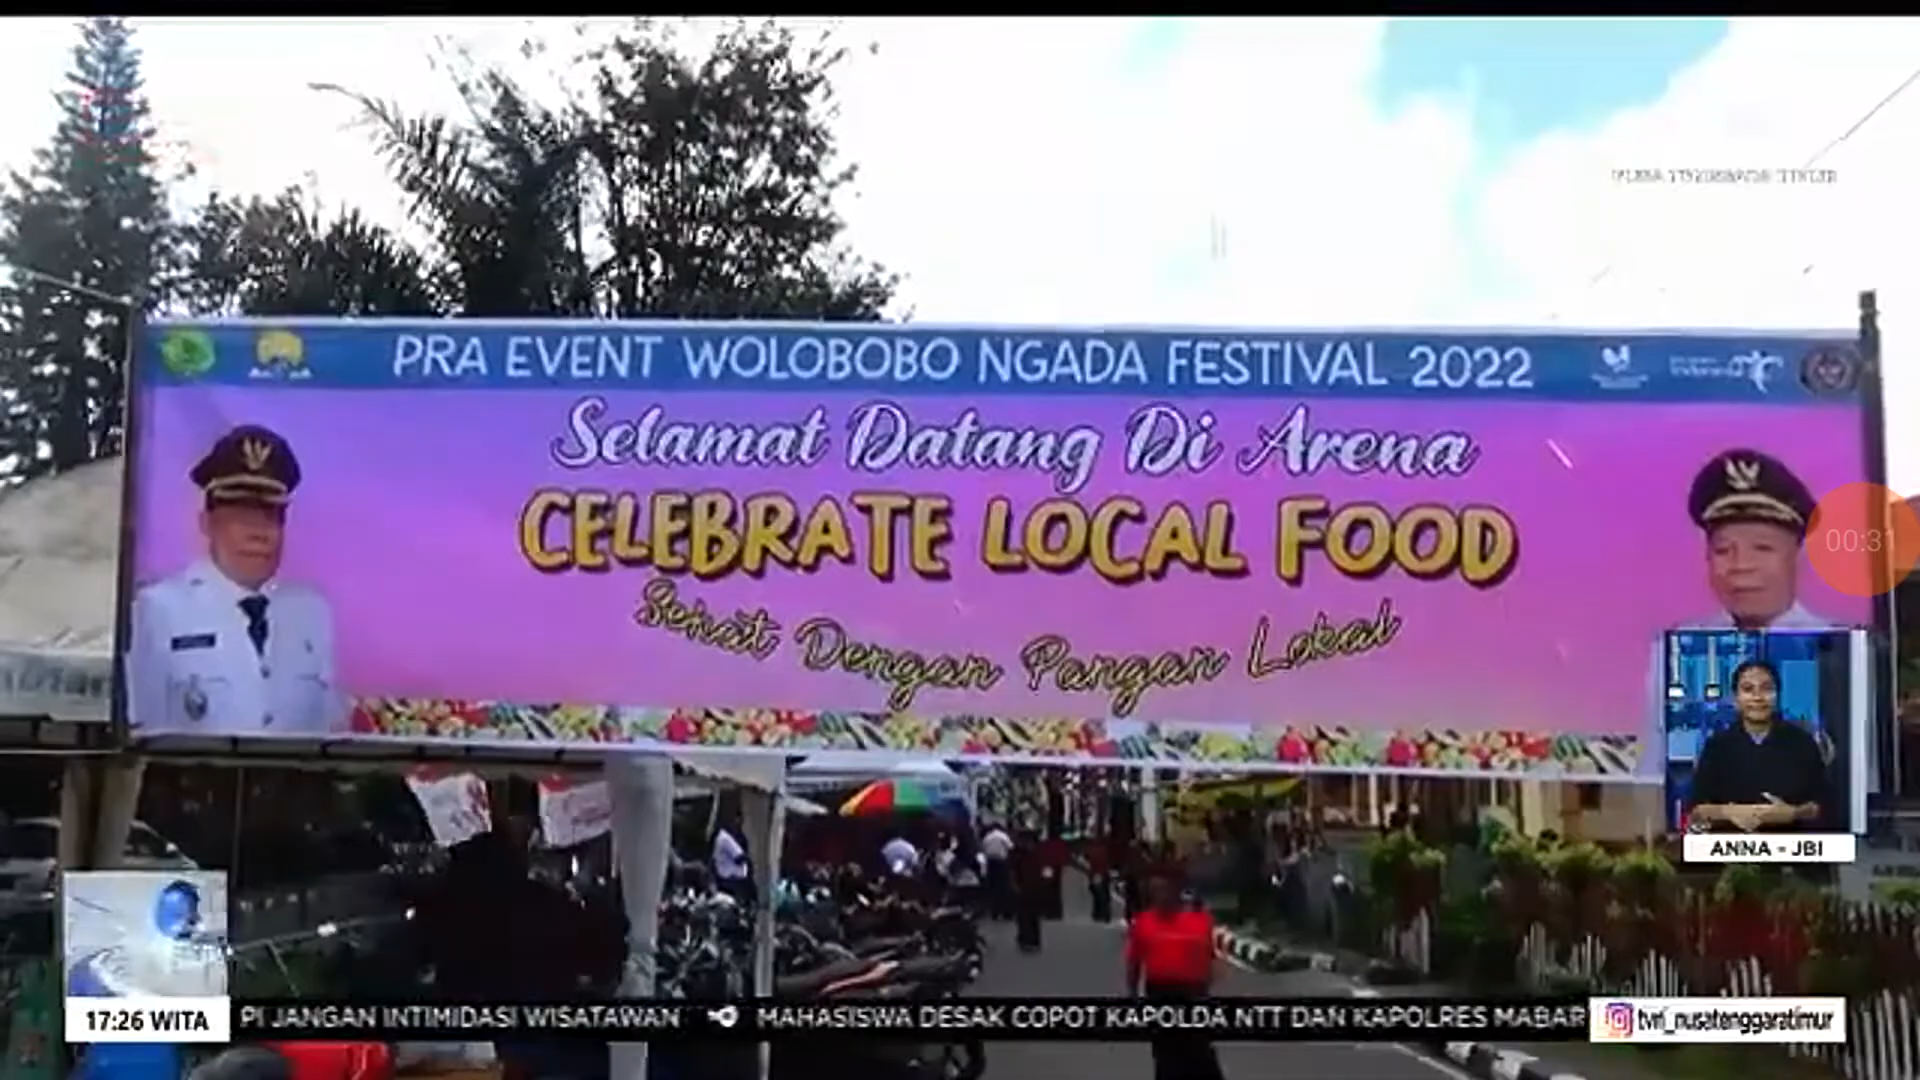 PRA EVENT WOLOBOBO NGADA FESTIVAL 2022
Selamat Datang Di Arena
CELEBRATE LOCAL FOOD
Sehat Dengan Pangan Lokal
00:31
ANNA - JBI
17:26 WITA
PI JANGAN INTIMIDASI WISATAWAN MAHASISWA DESAK COPOT KAPOLDA NTT DAN KAPOLRES MABAR
tvri_nusatenggaratimur